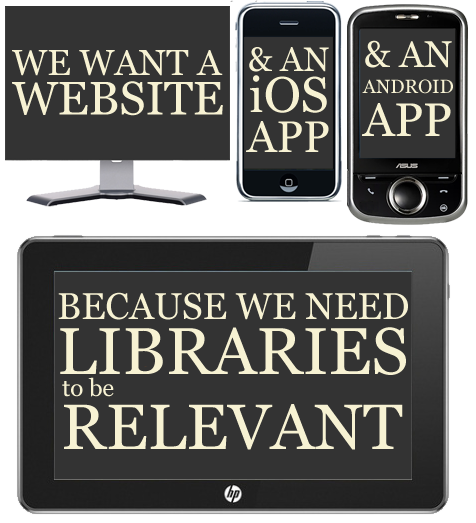 WE WANT A
WEBSITE
& AN
iOS
APP
& AN
ANDROID
APP
ASUS
BECAUSE WE NEED
LIBRARIES
to be
RELEVANT
hp